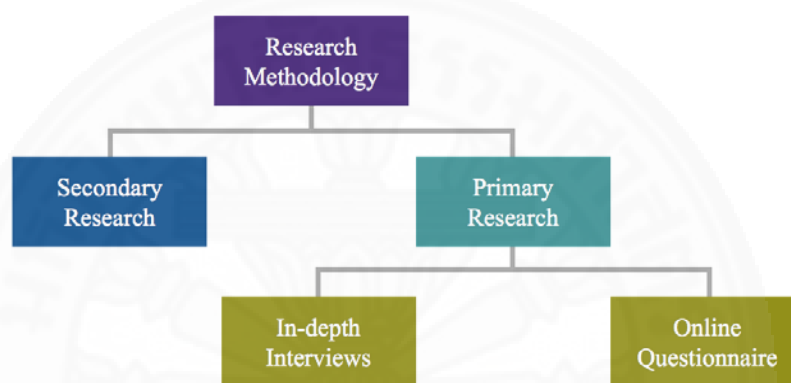 Research
Methodology
Secondary
Research
Primary
Research
In-depth
Interviews
Online
Questionnaire